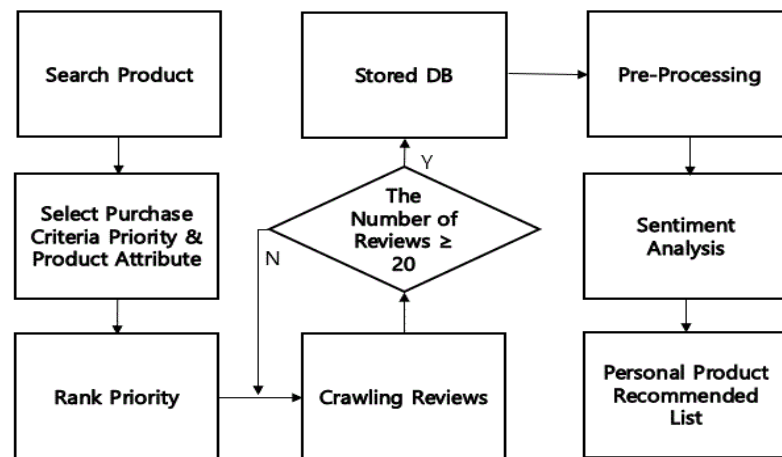 Search Product
Select Purchase
Criteria Priority &
Product Attribute
Rank Priority
Crawling Reviews
The
Number of
Reviews ≥
20
N
Y
Stored DB
Pre-Processing
Sentiment
Analysis
Personal Product
Recommended
List